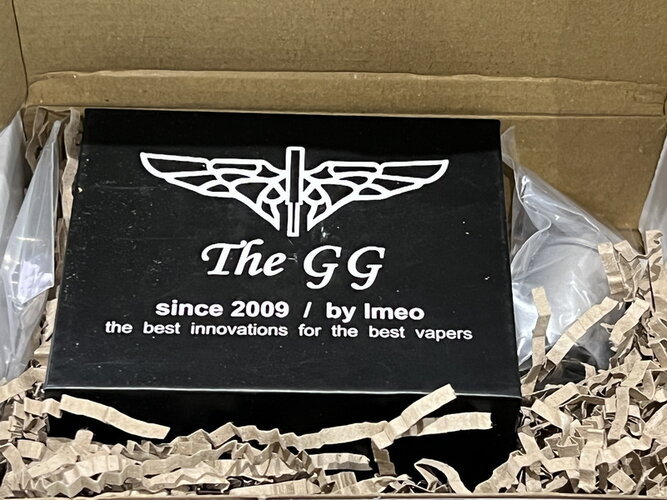 The GG
since 2009 / by Imeo
the best innovations for the best vapers